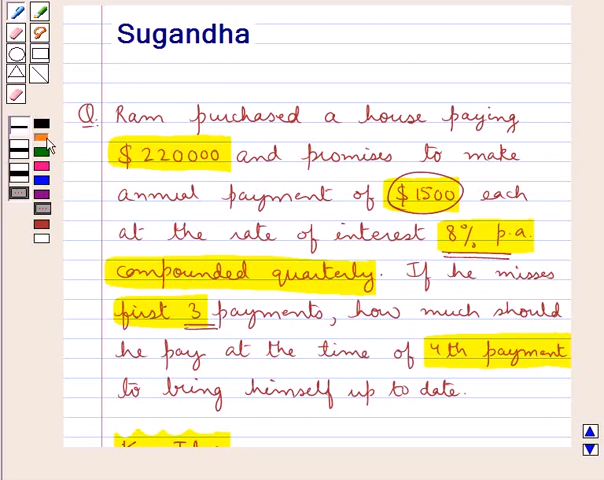 Sugandha
Q. Ram purchased a house paying
$ 220000 and promises to make
annual payment of $ 1500 each
at the rate of interest 8% p.a.
compounded quarterly. If he misses
first 3 payments, how much should
he pay at the time of 4th payment
to bring himself up to date.